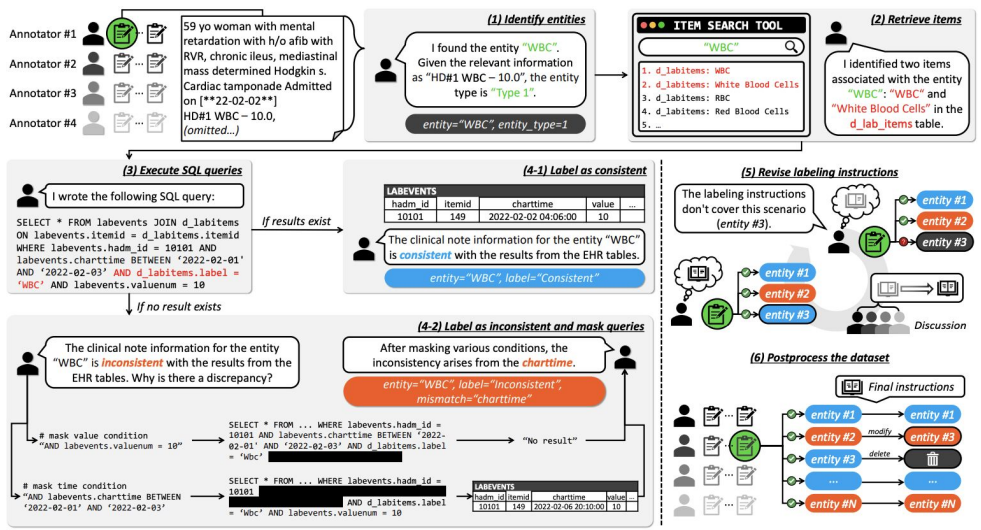 Annotator #1
Annotator #2
Annotator #3
Annotator #4
59 yo woman with mental
retardation with h/o afib with
RVR, chronic ileus, mediastinal
mass determined Hodgkin s.
Cardiac tamponade Admitted
on [**22-02-02**]
HD#1 WBC – 10.0,
(omitted…)
(1) Identify entities
I found the entity "WBC".
Given the relevant information
as "HD#1 WBC – 10.0", the entity
type is "Type 1".
entity="WBC", entity_type=1
ITEM SEARCH TOOL
"WBC"
1. d_labitems: WBC
2. d_labitems: White Blood Cells
3. d_labitems: RBC
4. d_labitems: Red Blood Cells
5. …
(2) Retrieve items
I identified two items
associated with the entity
"WBC": "WBC" and
"White Blood Cells" in the
d_lab_items table.
(3) Execute SQL queries
I wrote the following SQL query:
SELECT * FROM labevents JOIN d_labitems
ON labevents.itemid = d_labitems.itemid
WHERE labevents.hadm_id = 10101 AND
labevents.charttime BETWEEN '2022-02-01'
AND '2022-02-03' AND d_labitems.label =
'WBC' AND labevents.valuenum = 10
If results exist
If no result exists
(4-1) Label as consistent
LABEVENTS
hadm_id itemid charttime value …
10101 149 2022-02-02 04:06:00 10
The clinical note information for the entity "WBC"
is consistent with the results from the EHR tables.
entity="WBC", label="Consistent"
(4-2) Label as inconsistent and mask queries
The clinical note information for the entity
"WBC" is inconsistent with the results from the
EHR tables. Why is there a discrepancy?
After masking various conditions, the
inconsistency arises from the charttime.
entity="WBC", label="Inconsistent",
mismatch="charttime"
# mask value condition
"AND labevents.valuenum = 10"
SELECT * FROM ... WHERE labevents.hadm_id =
10101 AND labevents.charttime BETWEEN '2022-
02-01' AND '2022-02-03' AND d_labitems.label
= 'Wbc'
"No result"
# mask time condition
"AND labevents.charttime BETWEEN
'2022-02-01' AND '2022-02-03'
SELECT * FROM ... WHERE labevents.hadm_id =
10101
AND d_labitems.label
= 'Wbc' AND labevents.valuenum = 10
LABEVENTS
hadm_id itemid charttime value …
10101 149 2022-02-06 20:10:00 10
(5) Revise labeling instructions
The labeling instructions
don't cover this scenario
(entity #3).
entity #1
entity #2
entity #3
entity #1
entity #2
entity #3
Discussion
(6) Postprocess the dataset
Final instructions
entity #1 entity #1
entity #2 modify entity #3
entity #3 delete
… …
entity #N entity #N